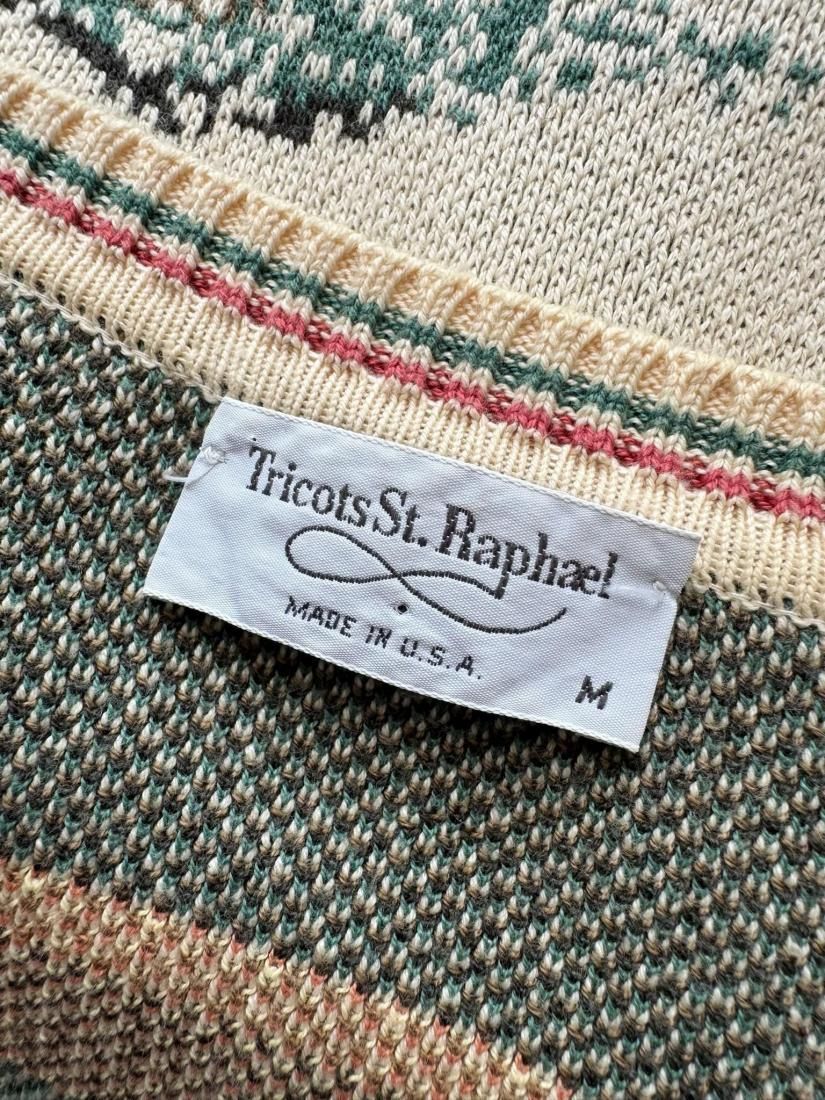 Tricots St. Raphael
MADE IN U.S.A.
M